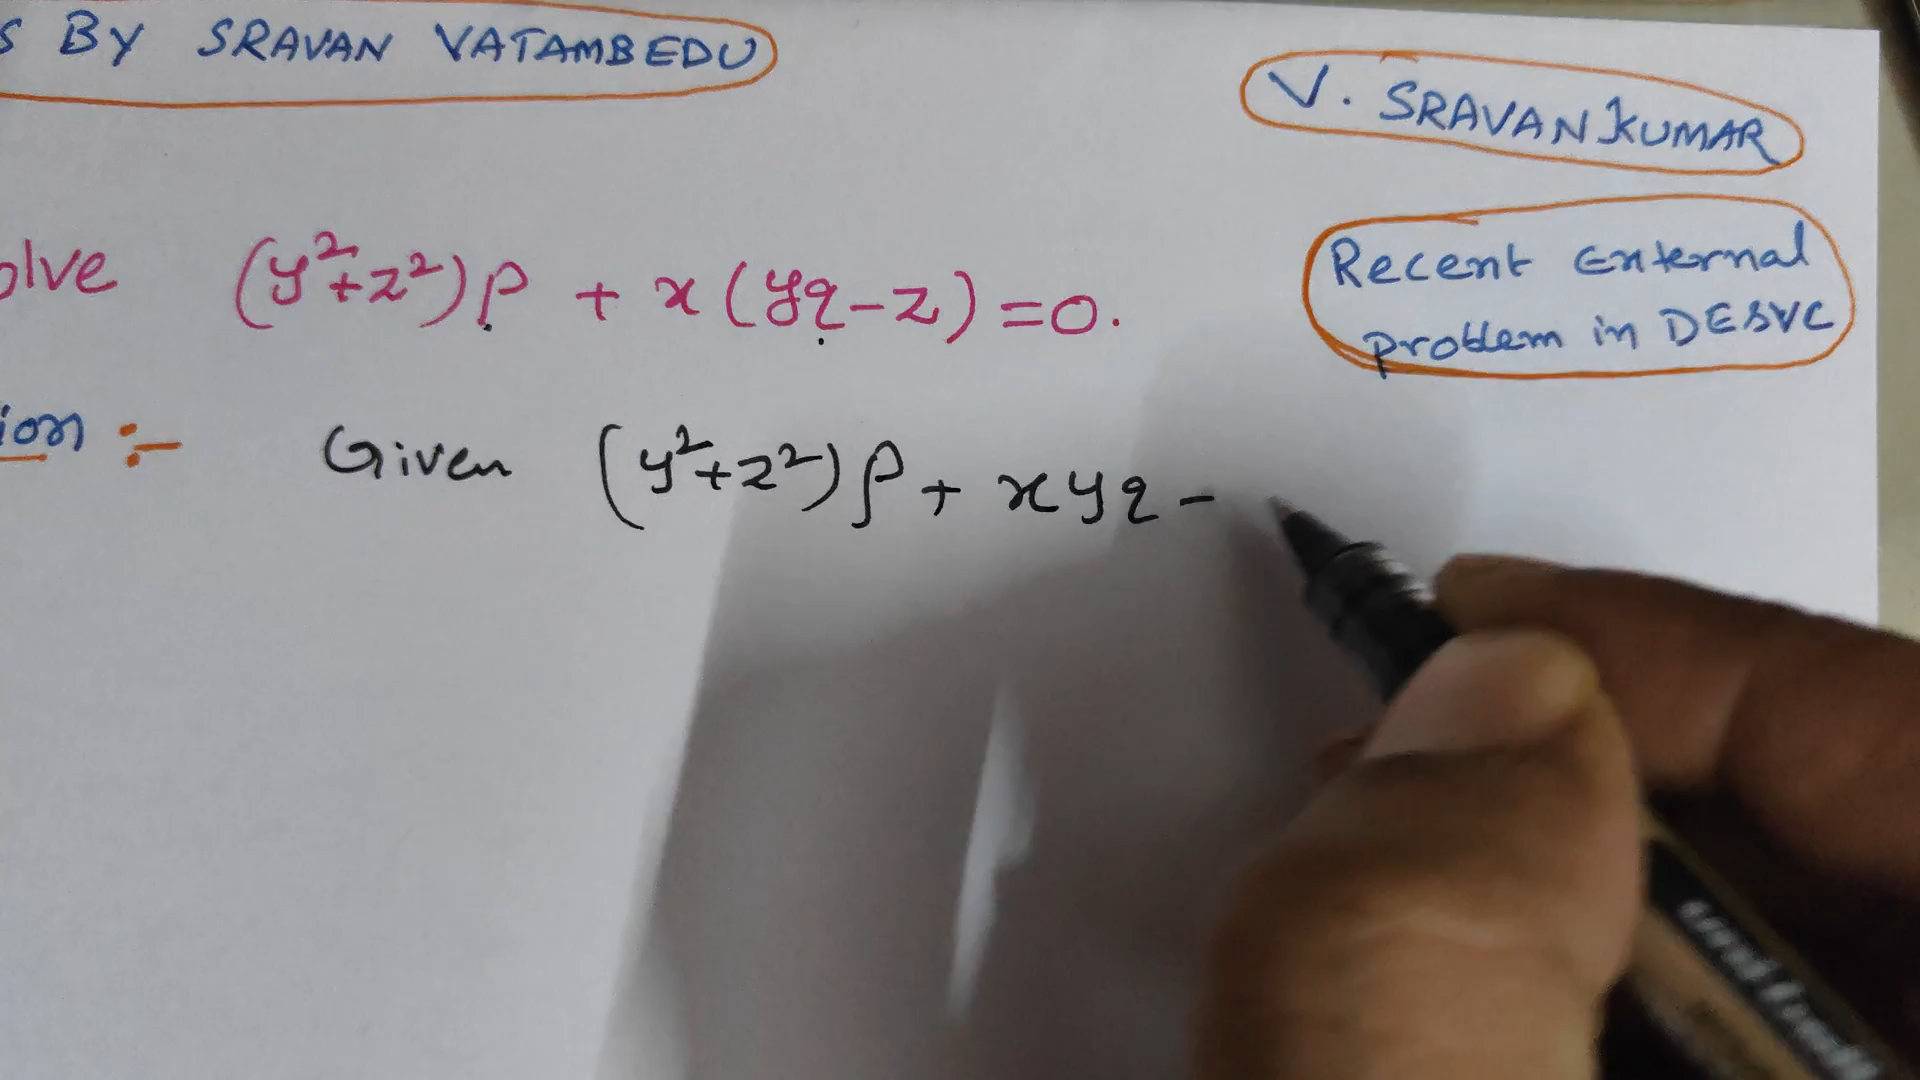 S BY SRAVAN VATAMBEDU
V. SRAVAN KUMAR
olve (y²+z²)p + x(yq-z)=0.
Recent External
problem in DE&VC
ion :- Given (y²+z²)p + xyq -